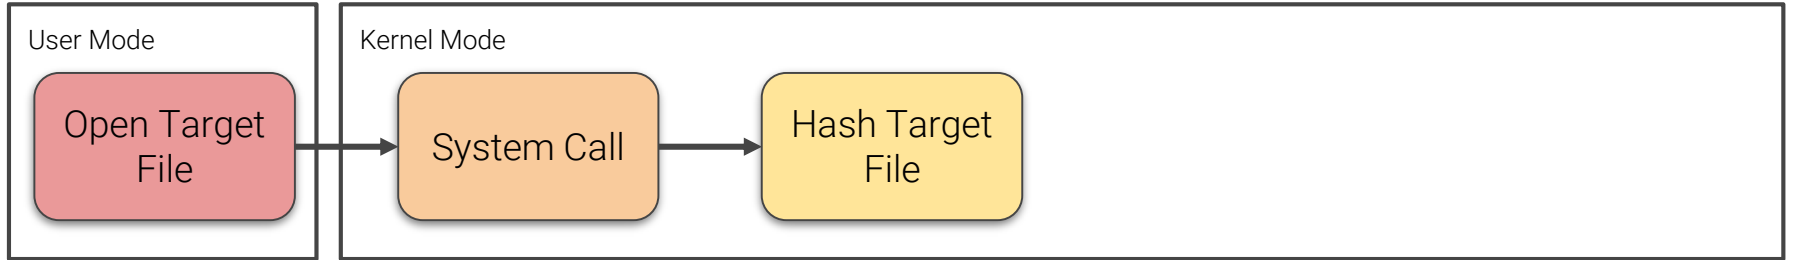 User Mode
Kernel Mode
Open Target
File
System Call
Hash Target
File